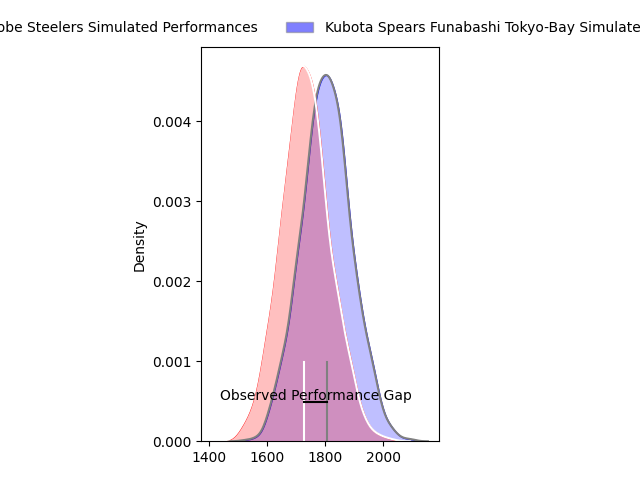 obe Steelers Simulated Performances
Kubota Spears Funabashi Tokyo-Bay Simulate
0.004
0.003
Density
0.002
0.001
Observed Performance Gap
0.000
1400 1600 1800 2000